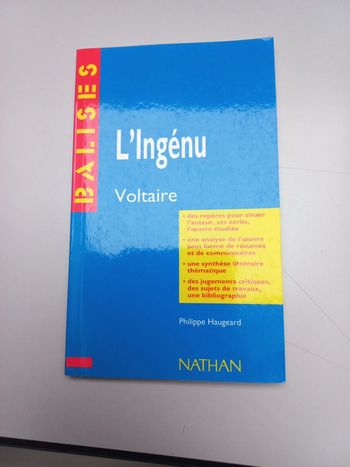 BALISES
L'Ingénu
Voltaire
• des repères pour situer
l'auteur, ses écrits,
l'œuvre étudiée
• une analyse de l'œuvre
sous forme de résumés
et de commentaires
• une synthèse littéraire
thématique
• des jugements critiques,
des sujets de travaux,
une bibliographie
Philippe Haugeard
NATHAN